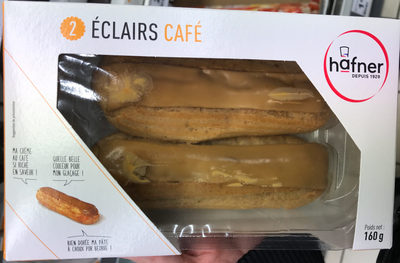 2 ÉCLAIRS CAFÉ
hafner
DEPUIS 1920
MA CRÈME
AU CAFÉ
SI RICHE
EN SAVEUR !
QUELLE BELLE
COULEUR POUR
MON GLAÇAGE !
BIEN DORÉE MA PÂTE
À CHOUX PUR BEURRE !
Poids net :
160g